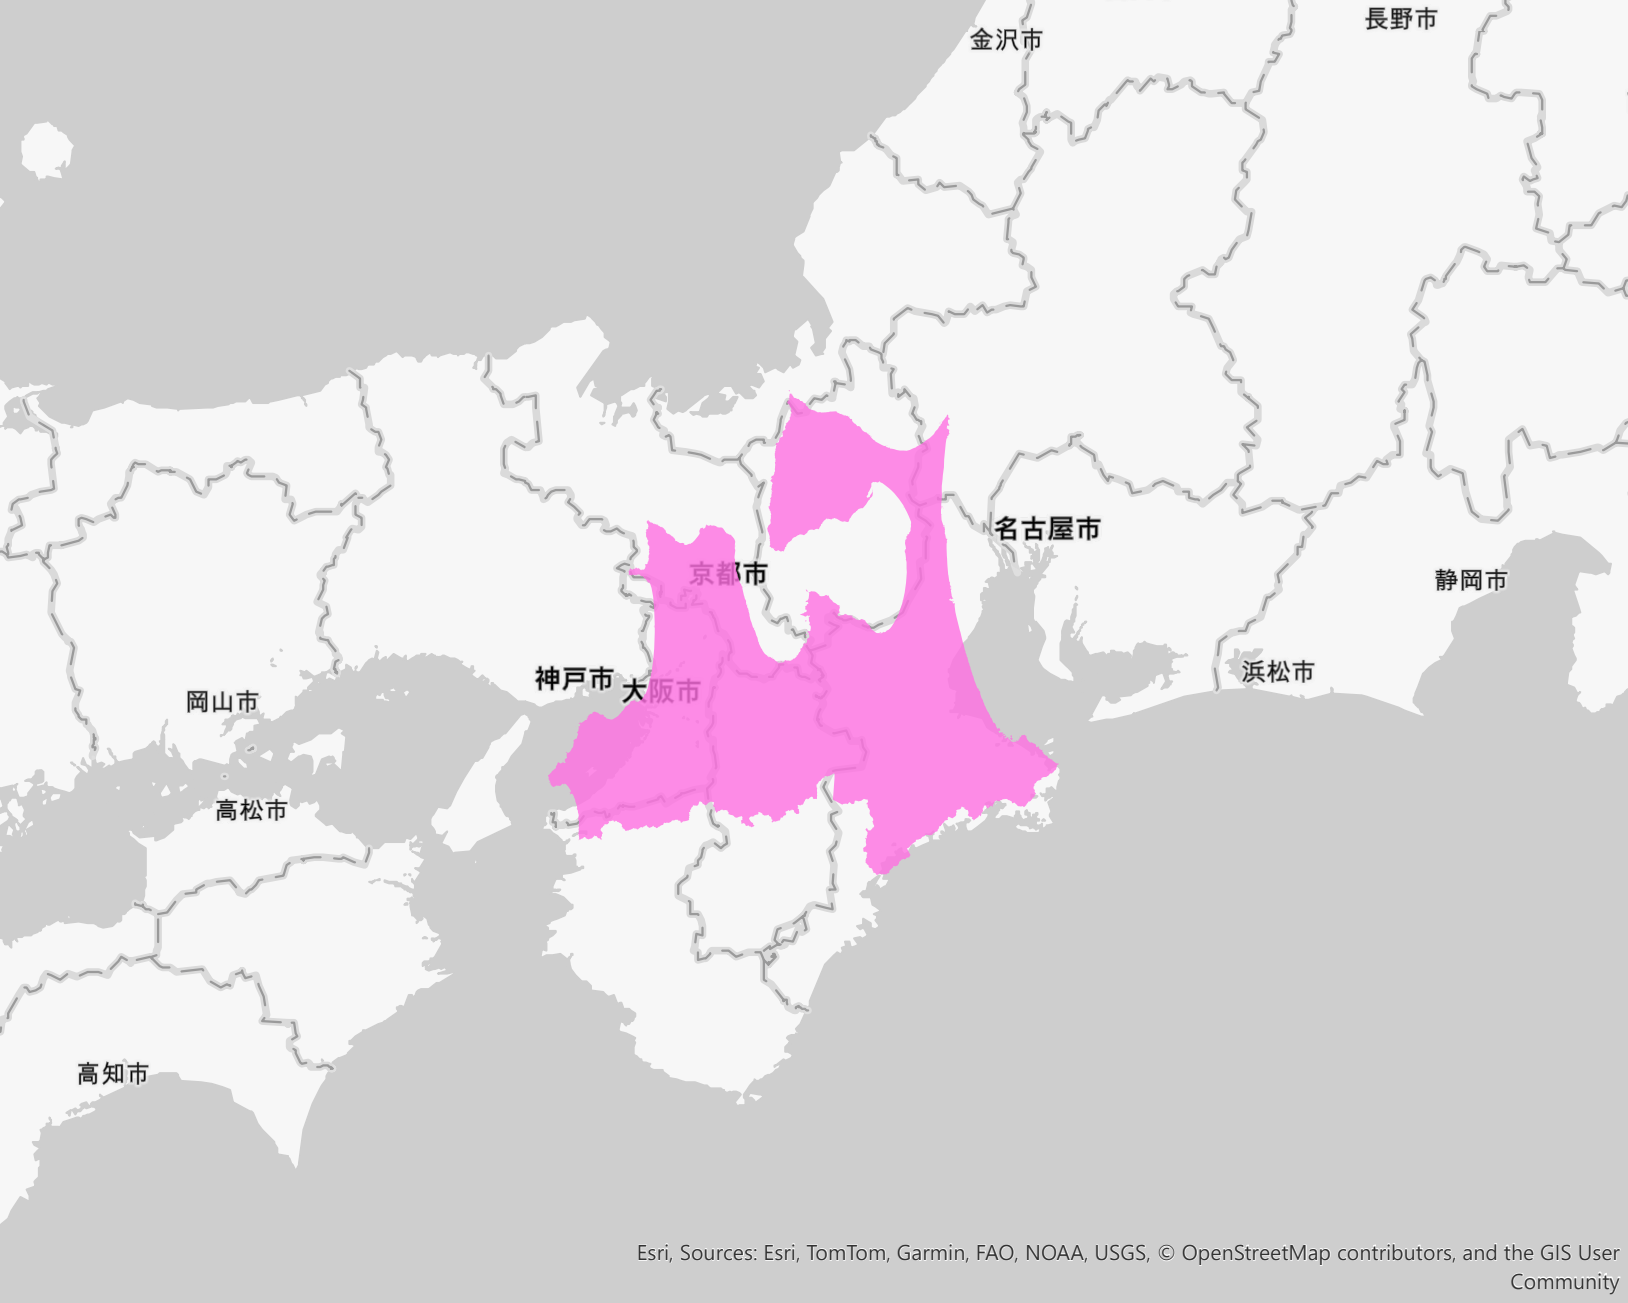 長野市
金沢市
名古屋市
京都市
静岡市
浜松市
神戸市
大阪市
岡山市
高松市
高知市
Esri, Sources: Esri, TomTom, Garmin, FAO, NOAA, USGS, © OpenStreetMap contributors, and the GIS User
Community